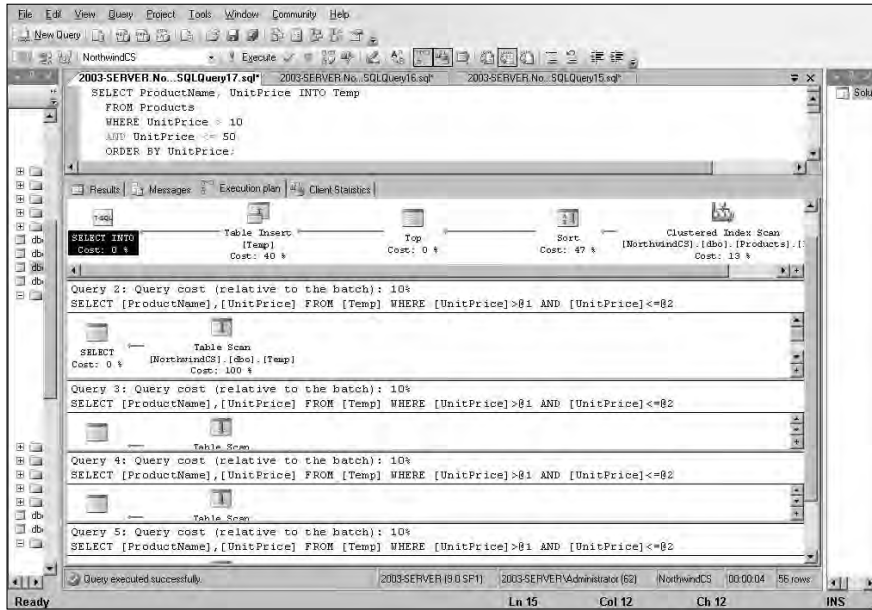 File Edit View Query Project Tools Window Community Help
New Query
NorthwindCS Execute
2003-SERVER.No...SQLQuery17.sql* 2003-SERVER.No...SQLQuery16.sql* 2003-SERVER.No...SQLQuery15.sql*
SELECT ProductName, UnitPrice INTO Temp
FROM Products
WHERE UnitPrice > 10
AND UnitPrice <= 50
ORDER BY UnitPrice;
Solu
Results Messages Execution plan Client Statistics
T-SQL
SELECT INTO
Cost: 0 %
Table Insert
[Temp]
Cost: 40 %
Top
Cost: 0 %
Sort
Cost: 47 %
Clustered Index Scan
[NorthwindCS].[dbo].[Products].[
Cost: 13 %
Query 2: Query cost (relative to the batch): 10%
SELECT [ProductName],[UnitPrice] FROM [Temp] WHERE [UnitPrice]>@1 AND [UnitPrice]<=@2
SELECT
Cost: 0 %
Table Scan
[NorthwindCS].[dbo].[Temp]
Cost: 100 %
Query 3: Query cost (relative to the batch): 10%
SELECT [ProductName],[UnitPrice] FROM [Temp] WHERE [UnitPrice]>@1 AND [UnitPrice]<=@2
Table Scan
Query 4: Query cost (relative to the batch): 10%
SELECT [ProductName],[UnitPrice] FROM [Temp] WHERE [UnitPrice]>@1 AND [UnitPrice]<=@2
Table Scan
Query 5: Query cost (relative to the batch): 10%
SELECT [ProductName],[UnitPrice] FROM [Temp] WHERE [UnitPrice]>@1 AND [UnitPrice]<=@2
db
db
db
db
db
db
Query executed successfully. 2003-SERVER (9.0 SP1) 2003-SERVER\Administrator (62) NorthwindCS 00:00:04 56 rows
Ready Ln 15 Col 12 Ch 12 INS